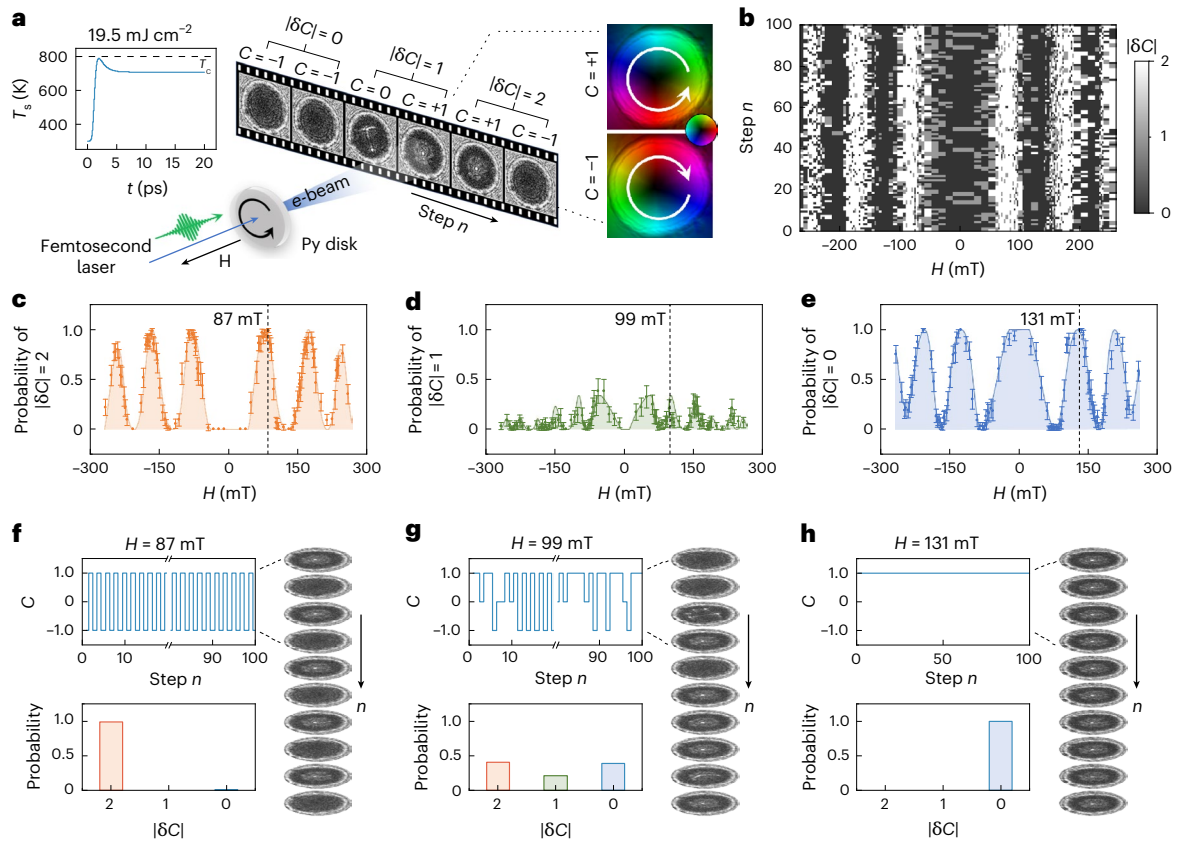 a
19.5 mJ cm⁻²
800
600
400
T_s (K)
T_c
0 5 10 15 20
t (ps)
|δC| = 0
|δC| = 1
|δC| = 2
C = −1
C = −1
C = 0
C = +1
C = +1
C = −1
Step n
C = +1
C = −1
e-beam
Femtosecond
laser
H
Py disk
b
Step n
100
80
60
40
20
0
−200 −100 0 100 200
H (mT)
|δC|
2
1
0
c
Probability of
|δC| = 2
1.0
0.5
0
87 mT
−300 −150 0 150 300
H (mT)
d
Probability of
|δC| = 1
1.0
0.5
0
99 mT
−300 −150 0 150 300
H (mT)
e
Probability of
|δC| = 0
1.0
0.5
0
131 mT
−300 −150 0 150 300
H (mT)
f
H = 87 mT
C
1.0
0
−1.0
0 10 90 100
Step n
n
Probability
1.0
0.5
0
2 1 0
|δC|
g
H = 99 mT
C
1.0
0
−1.0
0 10 90 100
Step n
n
Probability
1.0
0.5
0
2 1 0
|δC|
h
H = 131 mT
C
1.0
0
−1.0
0 50 100
Step n
n
Probability
1.0
0.5
0
2 1 0
|δC|